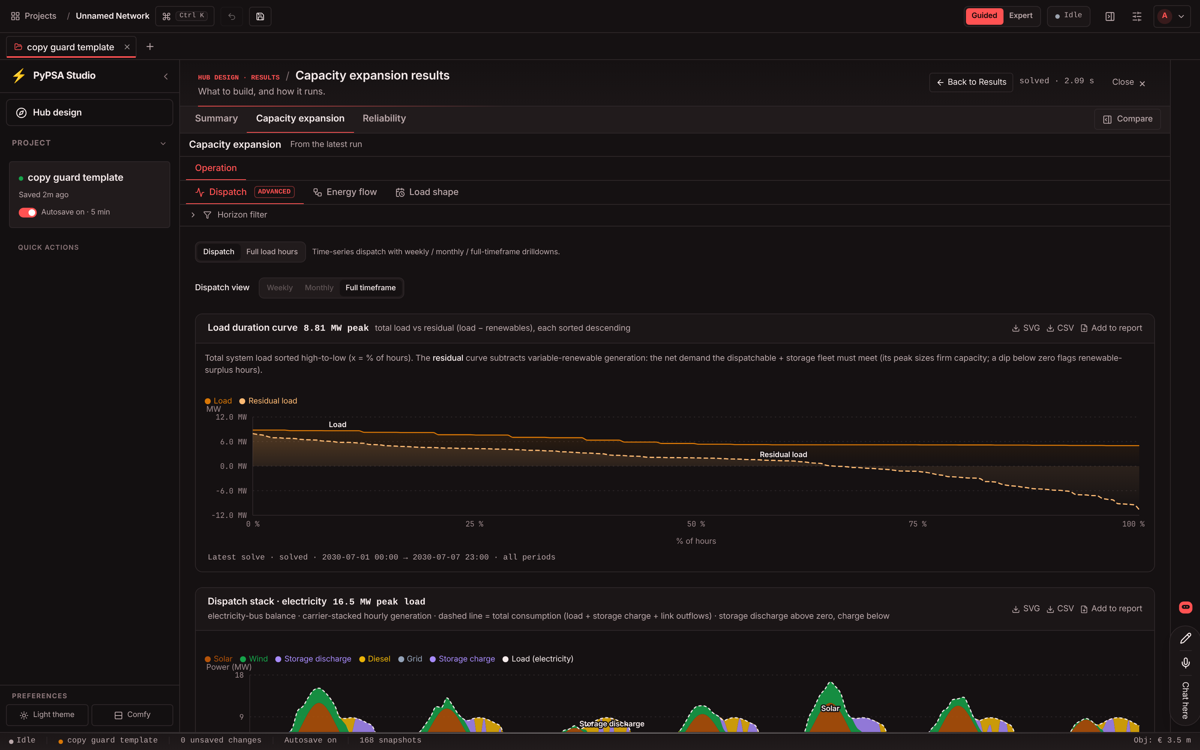 Projects / Unnamed Network ⌘ Ctrl K Guided Expert Idle A
copy guard template × +
PyPSA Studio
Hub design
PROJECT
copy guard template
Saved 2m ago
Autosave on · 5 min
QUICK ACTIONS
HUB DESIGN · RESULTS / Capacity expansion results
What to build, and how it runs.
← Back to Results solved · 2.09 s Close ×
Summary Capacity expansion Reliability Compare
Capacity expansion From the latest run
Operation
Dispatch ADVANCED Energy flow Load shape
Horizon filter
Dispatch Full load hours Time-series dispatch with weekly / monthly / full-timeframe drilldowns.
Dispatch view Weekly Monthly Full timeframe
Load duration curve 8.81 MW peak total load vs residual (load − renewables), each sorted descending SVG CSV Add to report
Total system load sorted high-to-low (x = % of hours). The residual curve subtracts variable-renewable generation: the net demand the dispatchable + storage fleet must meet (its peak sizes firm capacity; a dip below zero flags renewable-
surplus hours).
Load Residual load
MW
12.0 MW
Load
6.0 MW
Residual load
0.0 MW
-6.0 MW
-12.0 MW
0 % 25 % 50 % 75 % 100 %
% of hours
Latest solve · solved · 2030-07-01 00:00 → 2030-07-07 23:00 · all periods
Dispatch stack · electricity 16.5 MW peak load
electricity-bus balance · carrier-stacked hourly generation · dashed line = total consumption (load + storage charge + link outflows) · storage discharge above zero, charge below
SVG CSV Add to report
Solar Wind Storage discharge Diesel Grid Storage charge Load (electricity)
Power (MW)
18
Solar
9
Storage discharge
Chat here
PREFERENCES
Light theme Comfy
Idle copy guard template 0 unsaved changes Autosave on 168 snapshots Obj: € 3.5 m